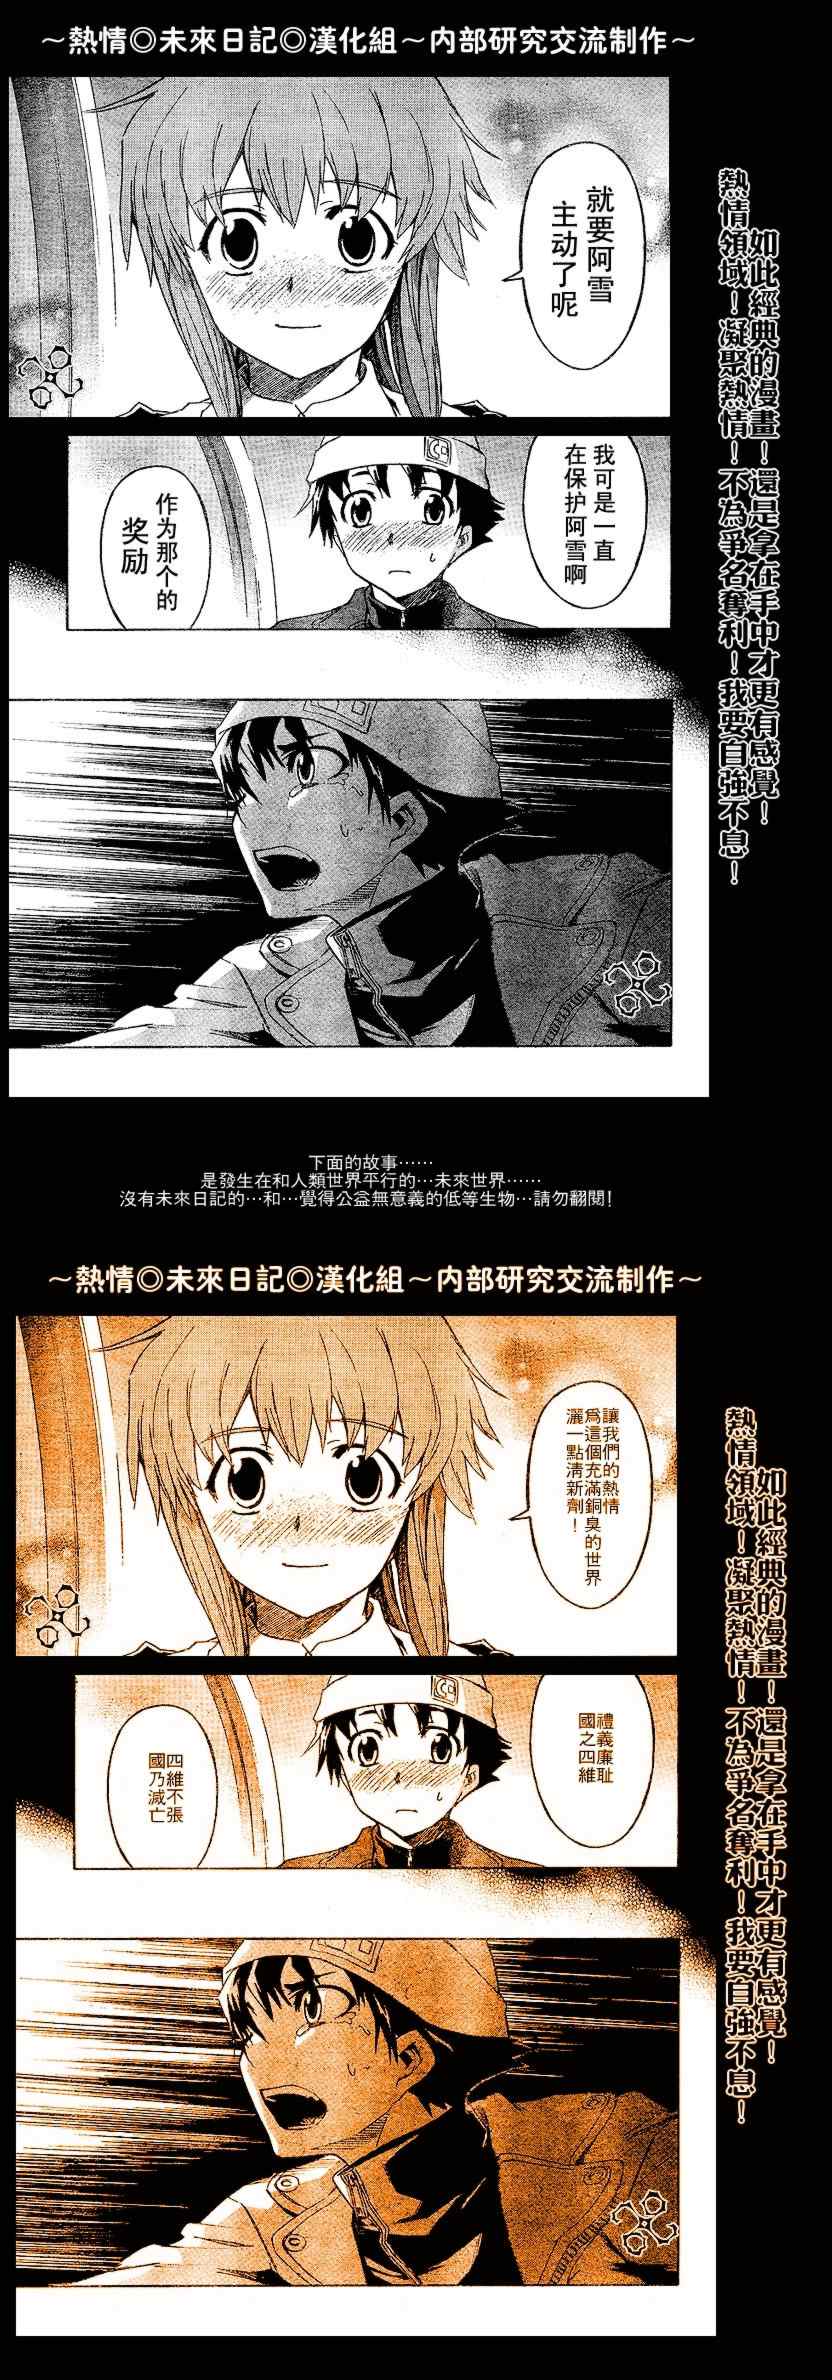 ～熱情◎未來日記◎漢化組～内部研究交流制作～
如此經典的漫畫！還是拿在手中才更有感覺！
熱情領域！凝聚熱情！不為爭名奪利！我要自強不息！
就要阿雪
主动了呢
我可是一直
在保护阿雪啊
作为那个的
奖励
下面的故事……
是發生在和人類世界平行的…未來世界……
沒有未來日記的…和…覺得公益無意義的低等生物…請勿翻閱！
～熱情◎未來日記◎漢化組～内部研究交流制作～
如此經典的漫畫！還是拿在手中才更有感覺！
熱情領域！凝聚熱情！不為爭名奪利！我要自強不息！
讓我們的熱情
爲這個充滿銅臭的世界
灑一點清新劑！
禮義廉恥
國之四維
四維不張
國乃滅亡